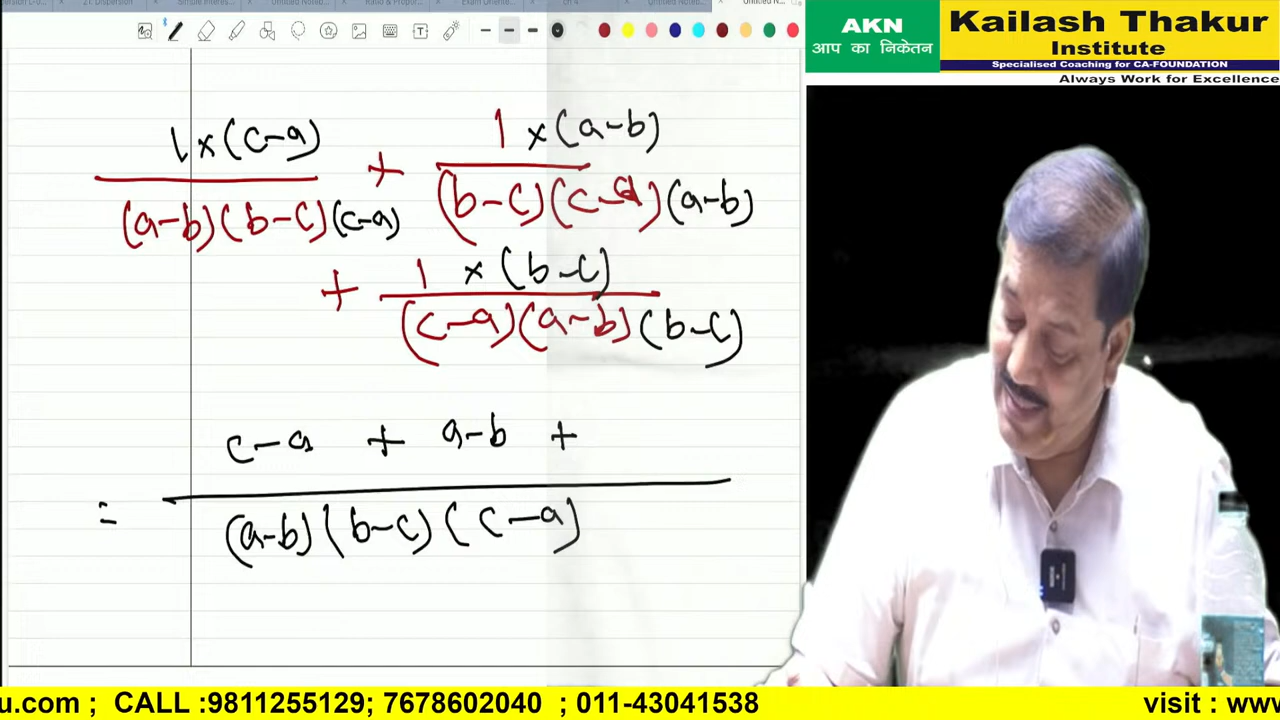 AKN
आप का निकेतन
Kailash Thakur
Institute
Specialised Coaching for CA-FOUNDATION
Always Work for Excellence
1×(c-a) + 1×(a-b)
(a-b)(b-c)(c-a) (b-c)(c-a)(a-b)
+ 1×(b-c)
(c-a)(a-b)(b-c)
c-a + a-b +
=
(a-b)(b-c)(c-a)
u.com ; CALL :9811255129; 7678602040 ; 011-43041538 visit : www